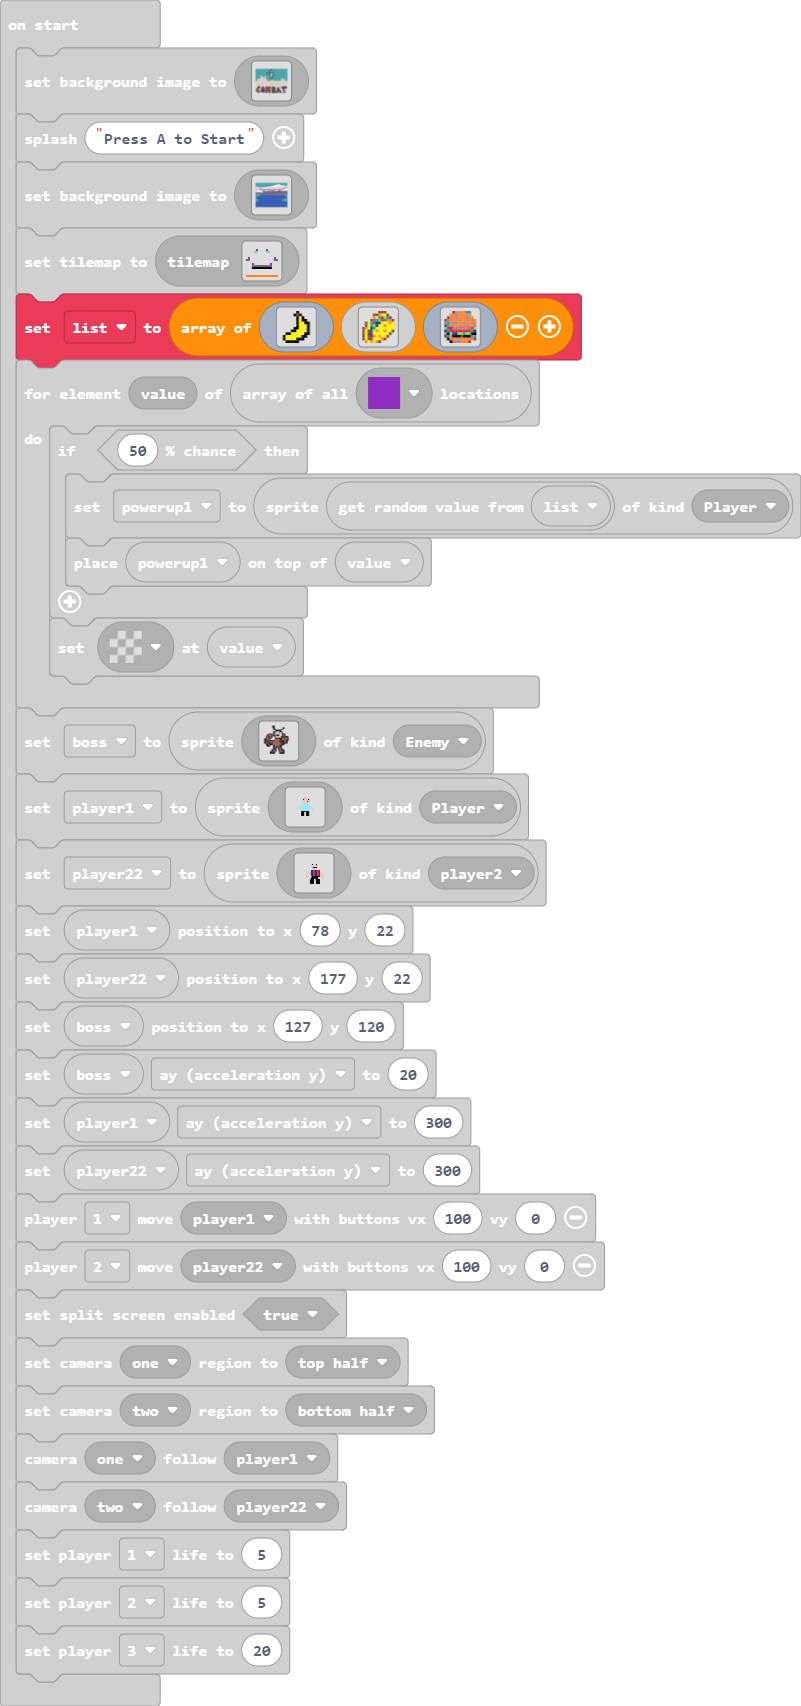 on start
set background image to COMBAT
splash "Press A to Start"
set background image to
set tilemap to tilemap
set list to array of
for element value of array of all locations
do if 50 % chance then
set powerup1 to sprite get random value from list of kind Player
place powerup1 on top of value
set at value
set boss to sprite of kind Enemy
set player1 to sprite of kind Player
set player22 to sprite of kind player2
set player1 position to x 78 y 22
set player22 position to x 177 y 22
set boss position to x 127 y 120
set boss ay (acceleration y) to 20
set player1 ay (acceleration y) to 300
set player22 ay (acceleration y) to 300
player 1 move player1 with buttons vx 100 vy 0
player 2 move player22 with buttons vx 100 vy 0
set split screen enabled true
set camera one region to top half
set camera two region to bottom half
camera one follow player1
camera two follow player22
set player 1 life to 5
set player 2 life to 5
set player 3 life to 20